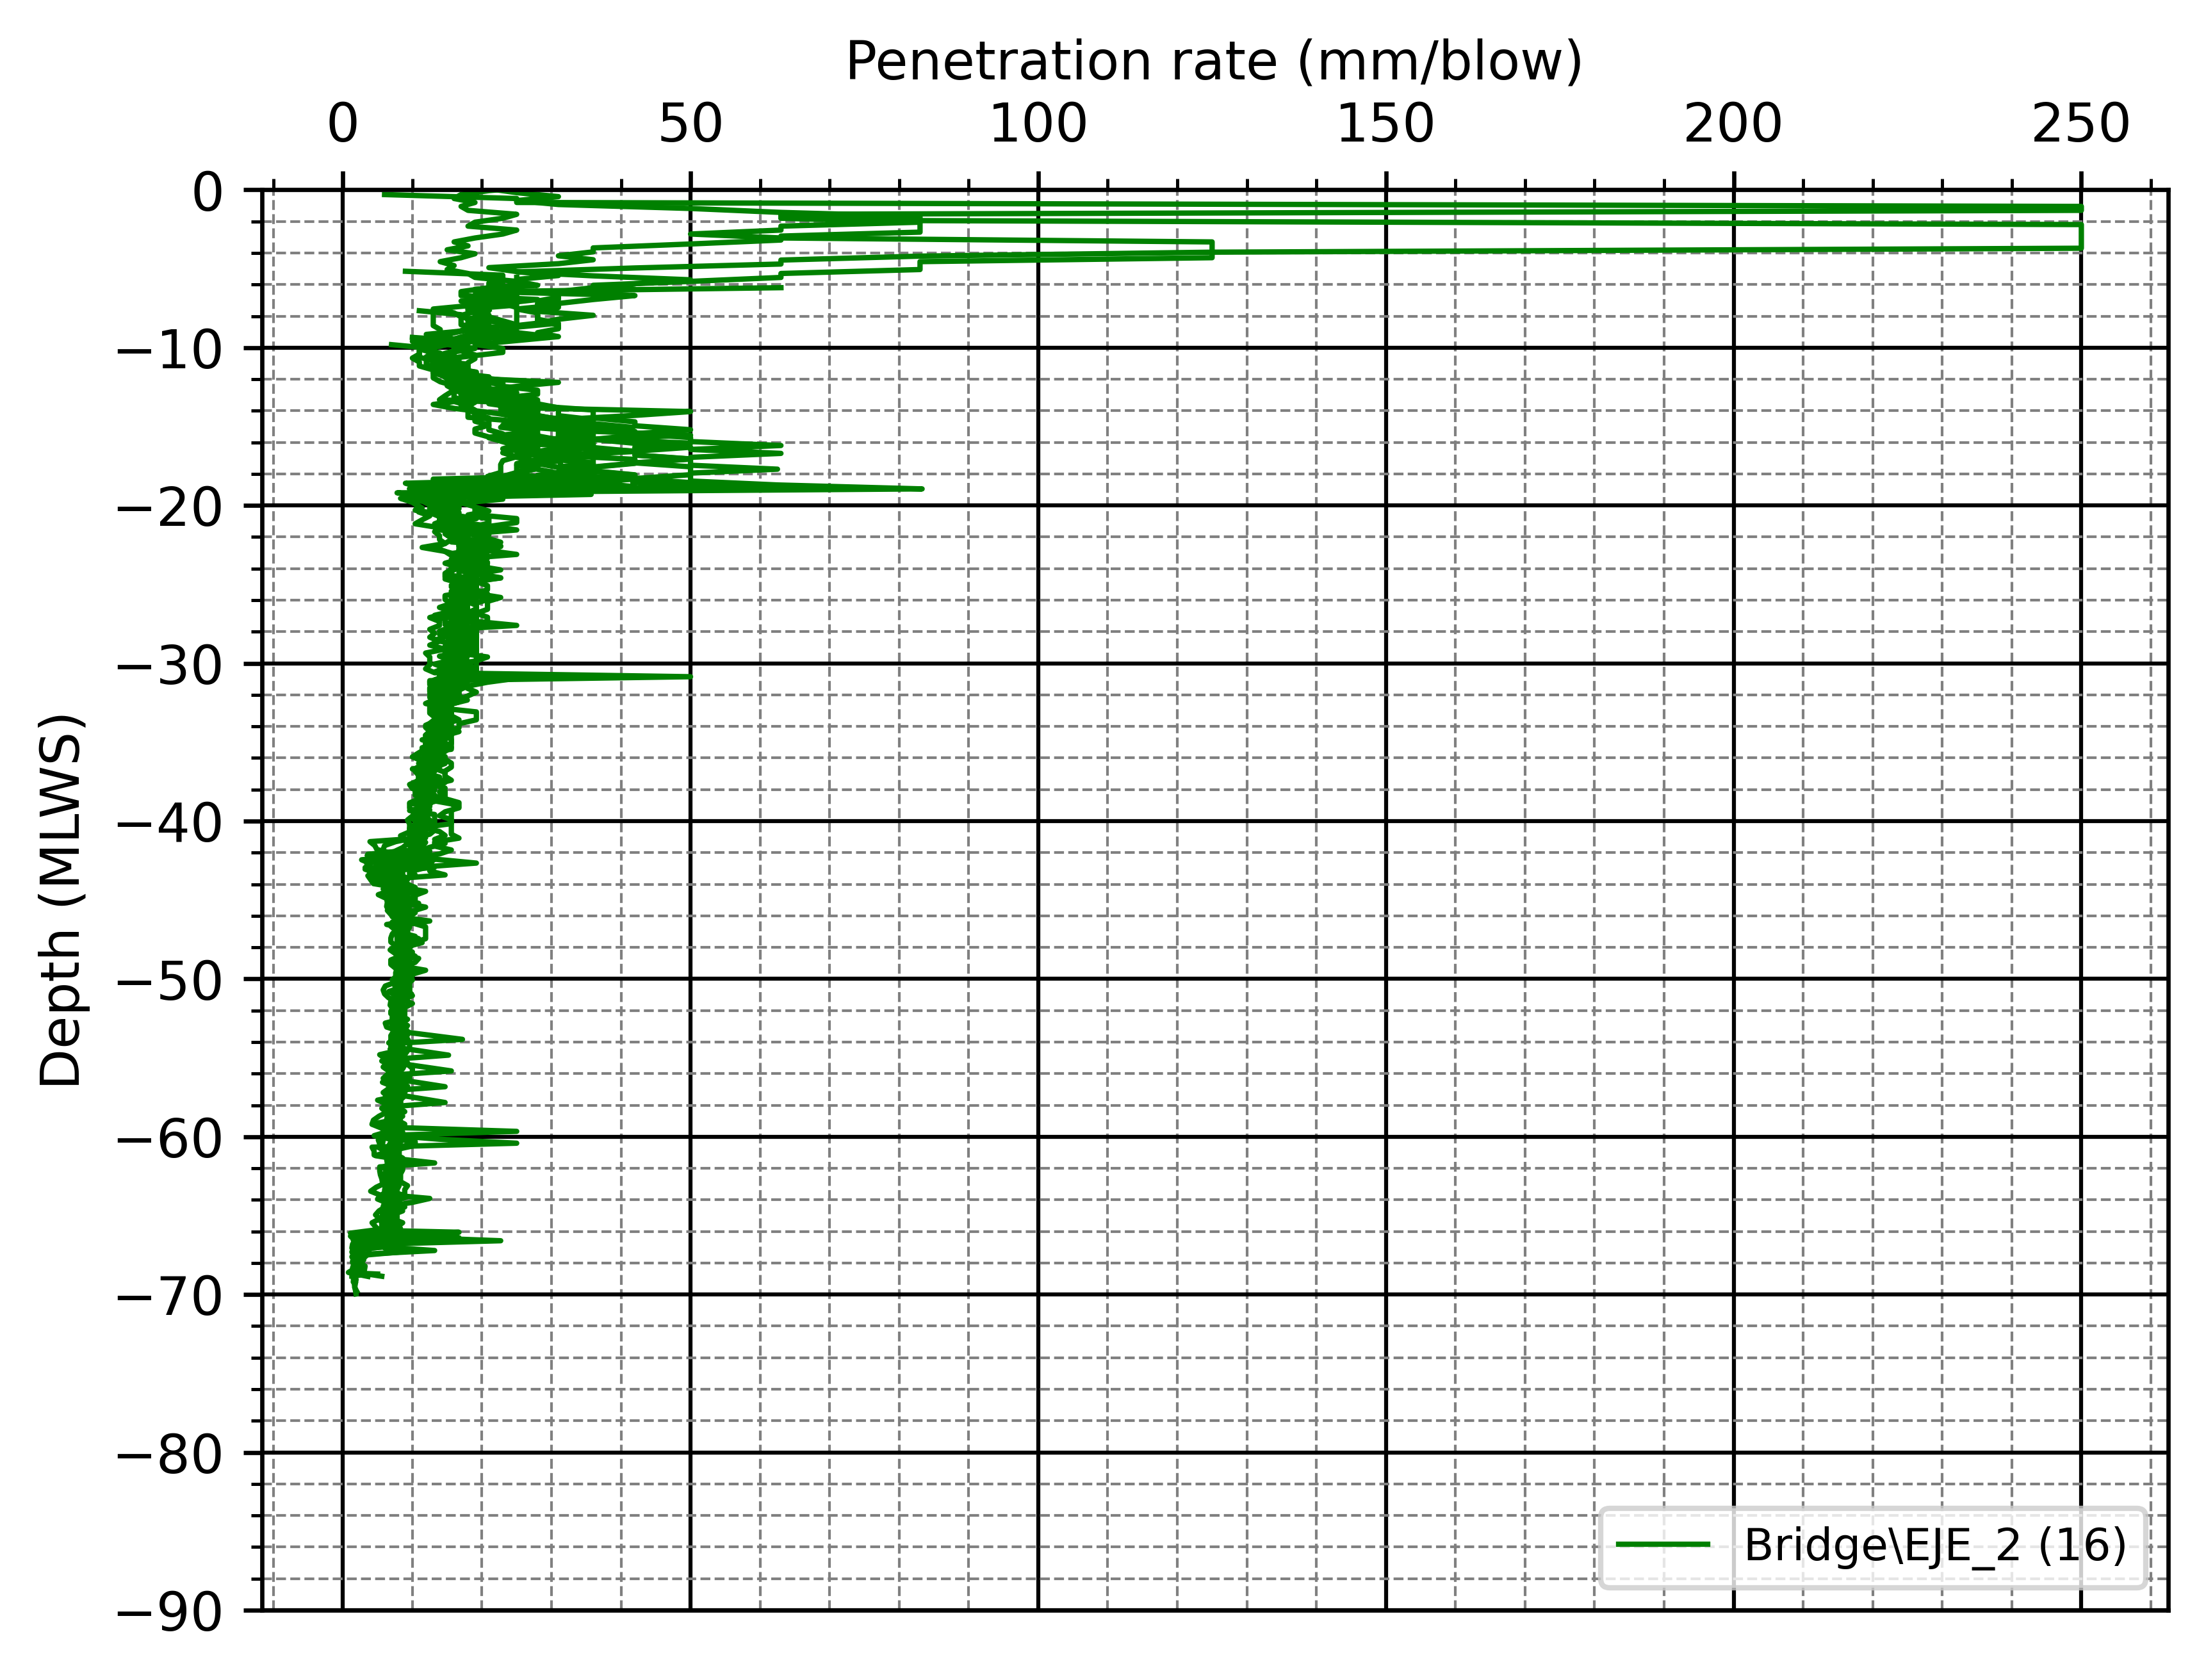 Penetration rate (mm/blow)
0 50 100 150 200 250
0
−10
−20
−30
−40
−50
−60
−70
−80
−90
Depth (MLWS)
Bridge\EJE_2 (16)